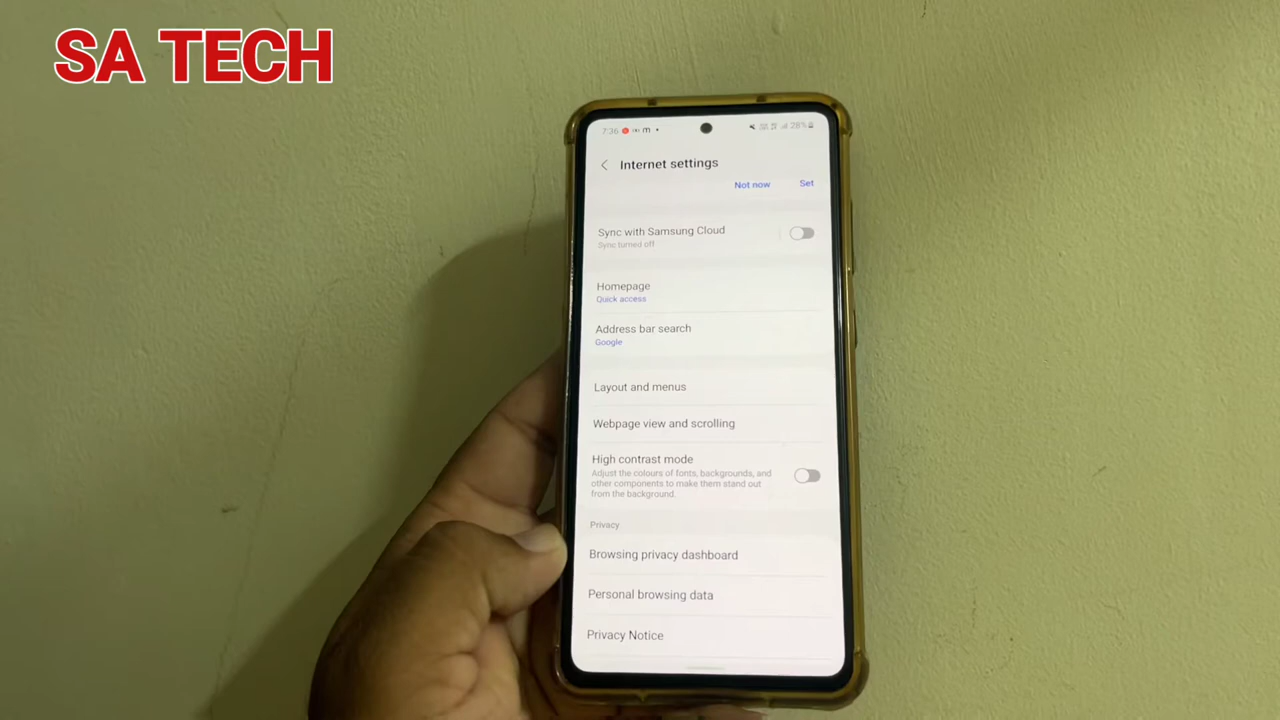 SA TECH
7:36
28%
Internet settings
Not now Set
Sync with Samsung Cloud
Sync turned off
Homepage
Quick access
Address bar search
Google
Layout and menus
Webpage view and scrolling
High contrast mode
Adjust the colours of fonts, backgrounds, and
other components to make them stand out
from the background.
Privacy
Browsing privacy dashboard
Personal browsing data
Privacy Notice